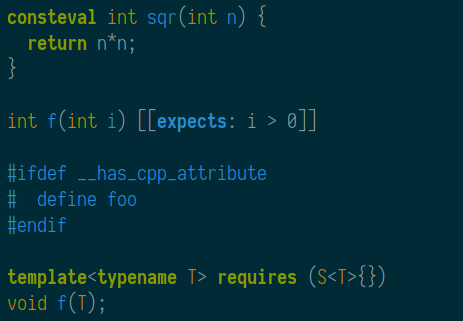 consteval int sqr(int n) {
  return n*n;
}

int f(int i) [[expects: i > 0]]

#ifdef __has_cpp_attribute
#  define foo
#endif

template<typename T> requires (S<T>{})
void f(T);